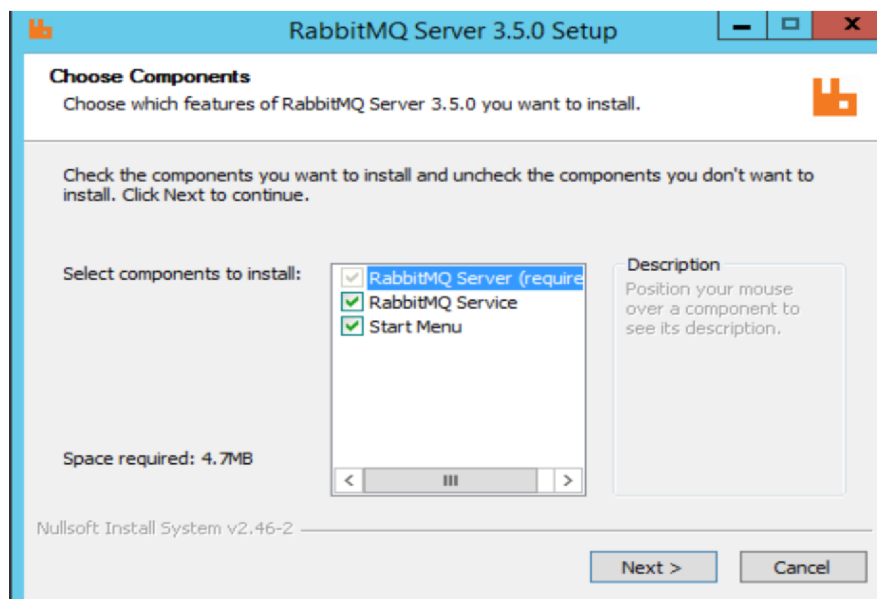 RabbitMQ Server 3.5.0 Setup
Choose Components
Choose which features of RabbitMQ Server 3.5.0 you want to install.
Check the components you want to install and uncheck the components you don't want to
install. Click Next to continue.
Select components to install:
RabbitMQ Server (require
RabbitMQ Service
Start Menu
Description
Position your mouse
over a component to
see its description.
Space required: 4.7MB
Nullsoft Install System v2.46-2
Next >
Cancel